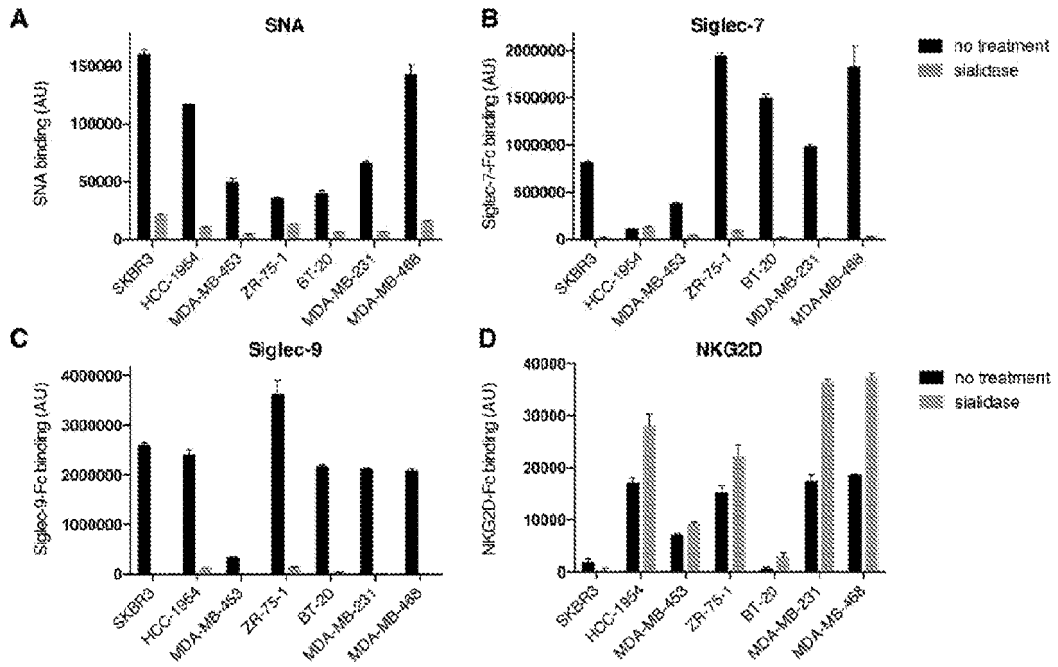 A
SNA
SNA binding (AU)
150000
100000
50000
0
SKBR3
HCC-1954
MDA-MB-453
ZR-75-1
BT-20
MDA-MB-231
MDA-MB-468
B
Siglec-7
Siglec-7-Fc binding (AU)
2000000
1500000
1000000
500000
0
SKBR3
HCC-1954
MDA-MB-453
ZR-75-1
BT-20
MDA-MB-231
MDA-MB-468
no treatment
sialidase
C
Siglec-9
Siglec-9-Fc binding (AU)
4000000
3000000
2000000
1000000
0
SKBR3
HCC-1954
MDA-MB-453
ZR-75-1
BT-20
MDA-MB-231
MDA-MB-468
D
NKG2D
NKG2D-Fc binding (AU)
40000
30000
20000
10000
0
SKBR3
HCC-1954
MDA-MB-453
ZR-75-1
BT-20
MDA-MB-231
MDA-MB-468
no treatment
sialidase